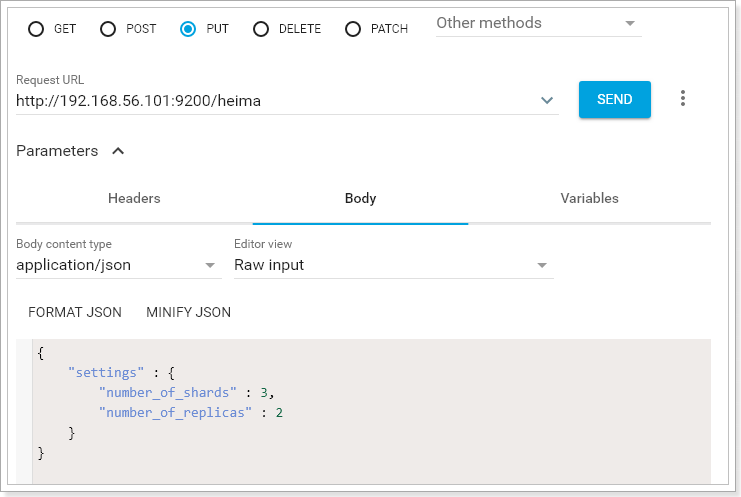 GET POST PUT DELETE PATCH Other methods
Request URL
http://192.168.56.101:9200/heima
SEND
Parameters
Headers Body Variables
Body content type Editor view
application/json Raw input
FORMAT JSON MINIFY JSON
{
"settings" : {
"number_of_shards" : 3,
"number_of_replicas" : 2
}
}